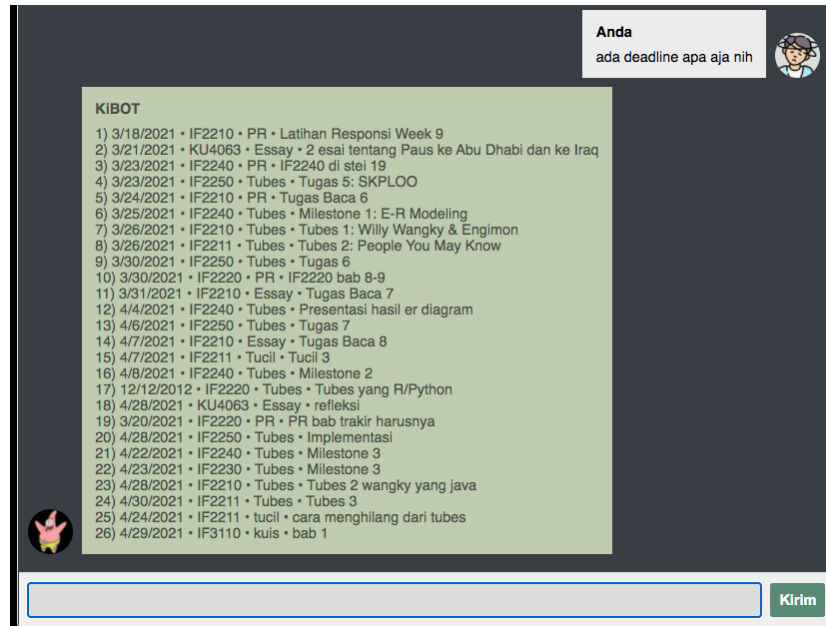 Anda
ada deadline apa aja nih
KiBOT
1) 3/18/2021 • IF2210 • PR • Latihan Responsi Week 9
2) 3/21/2021 • KU4063 • Essay • 2 esai tentang Paus ke Abu Dhabi dan ke Iraq
3) 3/23/2021 • IF2240 • PR • IF2240 di stei 19
4) 3/23/2021 • IF2250 • Tubes • Tugas 5: SKPLOO
5) 3/24/2021 • IF2210 • PR • Tugas Baca 6
6) 3/25/2021 • IF2240 • Tubes • Milestone 1: E-R Modeling
7) 3/26/2021 • IF2210 • Tubes • Tubes 1: Willy Wangky & Engimon
8) 3/26/2021 • IF2211 • Tubes • Tubes 2: People You May Know
9) 3/30/2021 • IF2250 • Tubes • Tugas 6
10) 3/30/2021 • IF2220 • PR • IF2220 bab 8-9
11) 3/31/2021 • IF2210 • Essay • Tugas Baca 7
12) 4/4/2021 • IF2240 • Tubes • Presentasi hasil er diagram
13) 4/6/2021 • IF2250 • Tubes • Tugas 7
14) 4/7/2021 • IF2210 • Essay • Tugas Baca 8
15) 4/7/2021 • IF2211 • Tucil • Tucil 3
16) 4/8/2021 • IF2240 • Tubes • Milestone 2
17) 12/12/2012 • IF2220 • Tubes • Tubes yang R/Python
18) 4/28/2021 • KU4063 • Essay • refleksi
19) 3/20/2021 • IF2220 • PR • PR bab trakir harusnya
20) 4/28/2021 • IF2250 • Tubes • Implementasi
21) 4/22/2021 • IF2240 • Tubes • Milestone 3
22) 4/23/2021 • IF2230 • Tubes • Milestone 3
23) 4/28/2021 • IF2210 • Tubes • Tubes 2 wangky yang java
24) 4/30/2021 • IF2211 • Tubes • Tubes 3
25) 4/24/2021 • IF2211 • tucil • cara menghilang dari tubes
26) 4/29/2021 • IF3110 • kuis • bab 1
Kirim